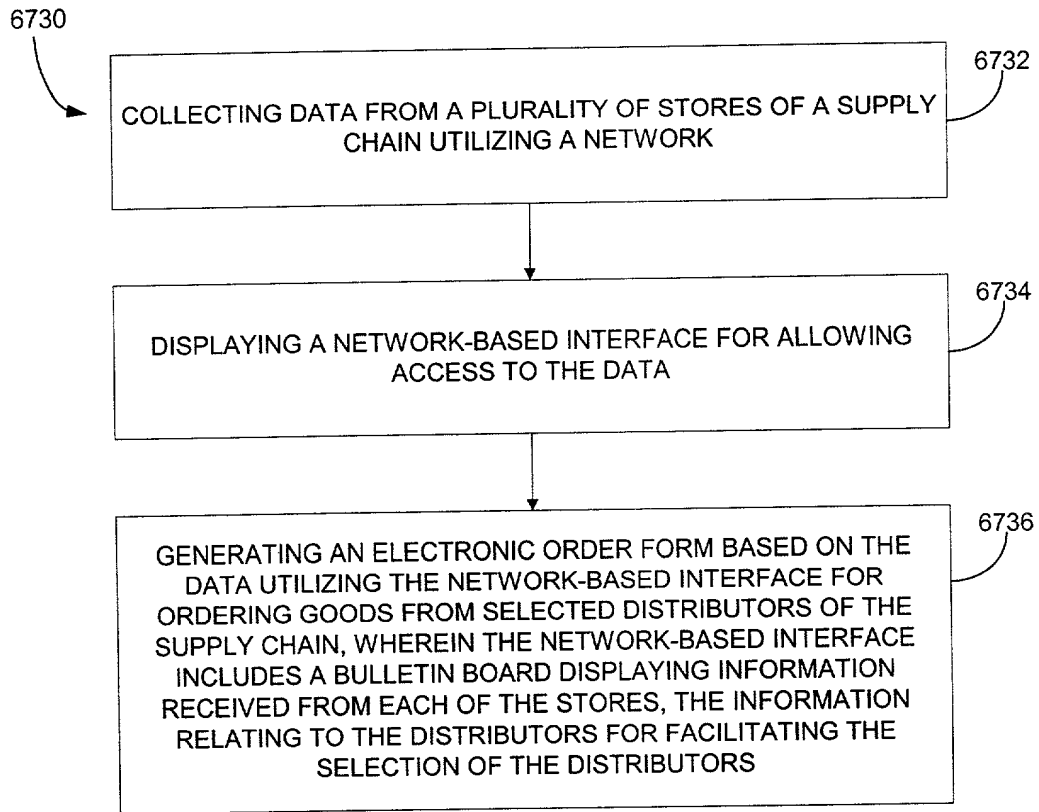 6730
6732
COLLECTING DATA FROM A PLURALITY OF STORES OF A SUPPLY
CHAIN UTILIZING A NETWORK
6734
DISPLAYING A NETWORK-BASED INTERFACE FOR ALLOWING
ACCESS TO THE DATA
6736
GENERATING AN ELECTRONIC ORDER FORM BASED ON THE
DATA UTILIZING THE NETWORK-BASED INTERFACE FOR
ORDERING GOODS FROM SELECTED DISTRIBUTORS OF THE
SUPPLY CHAIN, WHEREIN THE NETWORK-BASED INTERFACE
INCLUDES A BULLETIN BOARD DISPLAYING INFORMATION
RECEIVED FROM EACH OF THE STORES, THE INFORMATION
RELATING TO THE DISTRIBUTORS FOR FACILITATING THE
SELECTION OF THE DISTRIBUTORS